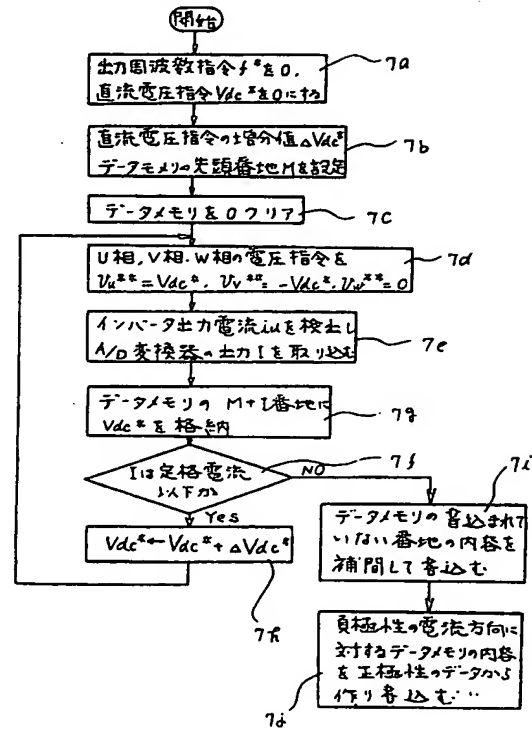 開始
出力周波数指令f*を0.
直流電圧指令Vdc*を0にする
7a
直流電圧指令の増分値ΔVdc*
データメモリの先頭番地Mを設定
7b
データメモリを0クリア
7c
U相,V相.W相の電圧指令を
Vu**=Vdc*. Vv**=-Vdc*. Vw**=0
7d
インバータ出力電流iuを検出し
A/D変換器の出力Iを取り込む
7e
データメモリの M+I番地に
Vdc*を格納
7g
Iは定格電流
以下か
7f
NO
Yes
Vdc*←Vdc*+ΔVdc*
7h
データメモリの書込まれて
いない番地の内容を
補間して書込む
7i
負極性の電流方向に
対するデータメモリの内容
を正極性のデータから
作り書込む…
7j